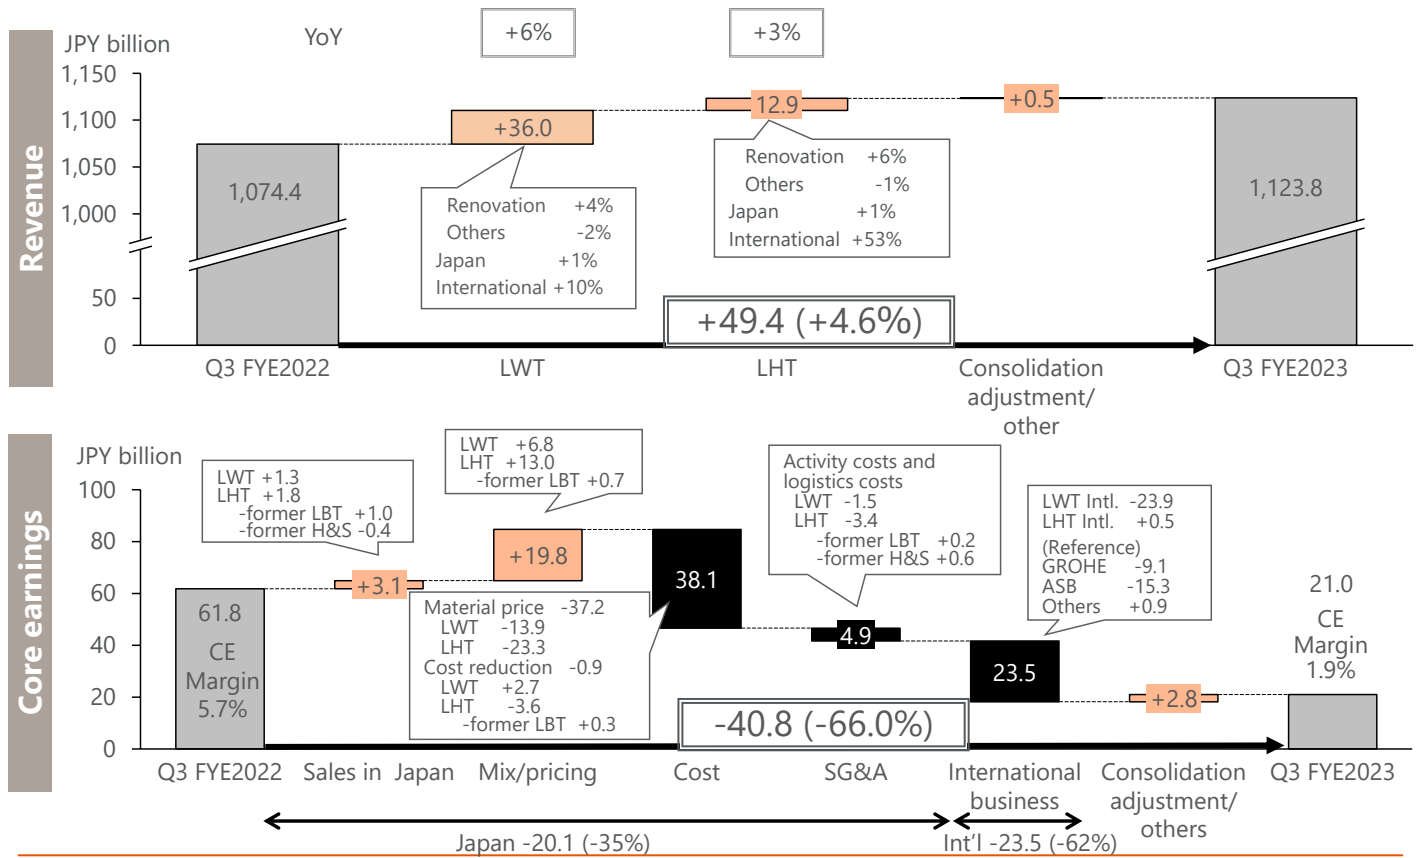 Revenue
JPY billion
YoY
+6%
+3%
1,150
1,100
1,050
1,000
50
0
1,074.4
+36.0
12.9
+0.5
1,123.8
Renovation +4%
Others -2%
Japan +1%
International +10%
Renovation +6%
Others -1%
Japan +1%
International +53%
+49.4 (+4.6%)
Q3 FYE2022
LWT
LHT
Consolidation
adjustment/
other
Q3 FYE2023
Core earnings
JPY billion
100
80
60
40
20
0
61.8
CE
Margin
5.7%
LWT +1.3
LHT +1.8
-former LBT +1.0
-former H&S -0.4
+3.1
LWT +6.8
LHT +13.0
-former LBT +0.7
+19.8
Material price -37.2
LWT -13.9
LHT -23.3
Cost reduction -0.9
LWT +2.7
LHT -3.6
-former LBT +0.3
38.1
Activity costs and
logistics costs
LWT -1.5
LHT -3.4
-former LBT +0.2
-former H&S +0.6
4.9
LWT Intl. -23.9
LHT Intl. +0.5
(Reference)
GROHE -9.1
ASB -15.3
Others +0.9
23.5
+2.8
21.0
CE
Margin
1.9%
-40.8 (-66.0%)
Q3 FYE2022
Sales in Japan
Mix/pricing
Cost
SG&A
International
business
Consolidation
adjustment/
others
Q3 FYE2023
Japan -20.1 (-35%)
Int'l -23.5 (-62%)